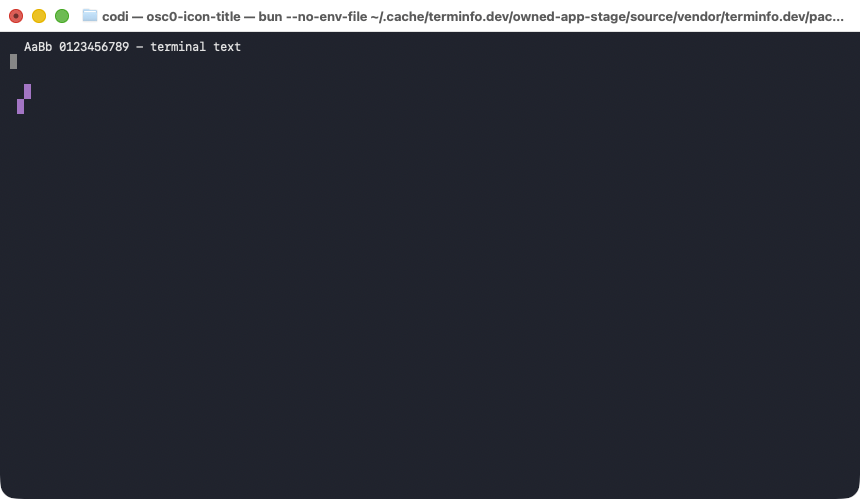 codi — osc0-icon-title — bun --no-env-file ~/.cache/terminfo.dev/owned-app-stage/source/vendor/terminfo.dev/pac...
AaBb 0123456789 — terminal text